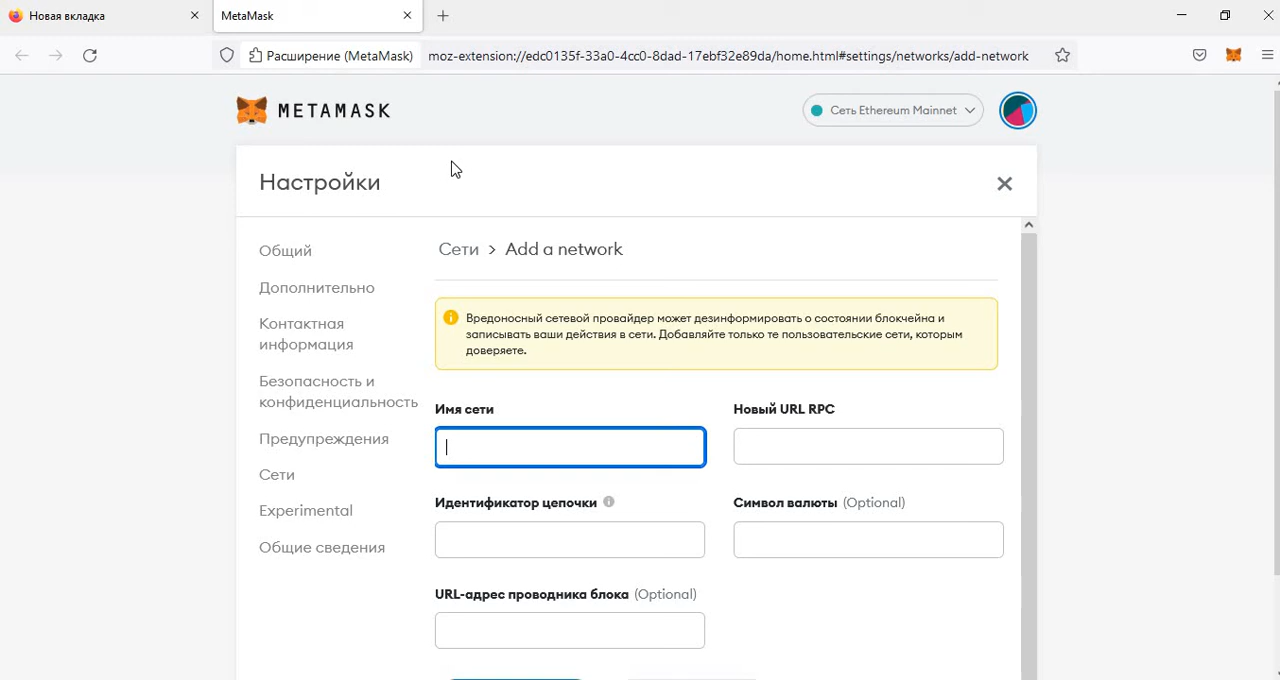 Новая вкладка
MetaMask
Расширение (MetaMask)
moz-extension://edc0135f-33a0-4cc0-8dad-17ebf32e89da/home.html#settings/networks/add-network
METAMASK
Сеть Ethereum Mainnet
Настройки
Общий
Дополнительно
Контактная
информация
Безопасность и
конфиденциальность
Предупреждения
Сети
Experimental
Общие сведения
Сети > Add a network
Вредоносный сетевой провайдер может дезинформировать о состоянии блокчейна и
записывать ваши действия в сети. Добавляйте только те пользовательские сети, которым
доверяете.
Имя сети
Новый URL RPC
Идентификатор цепочки
Символ валюты (Optional)
URL-адрес проводника блока (Optional)